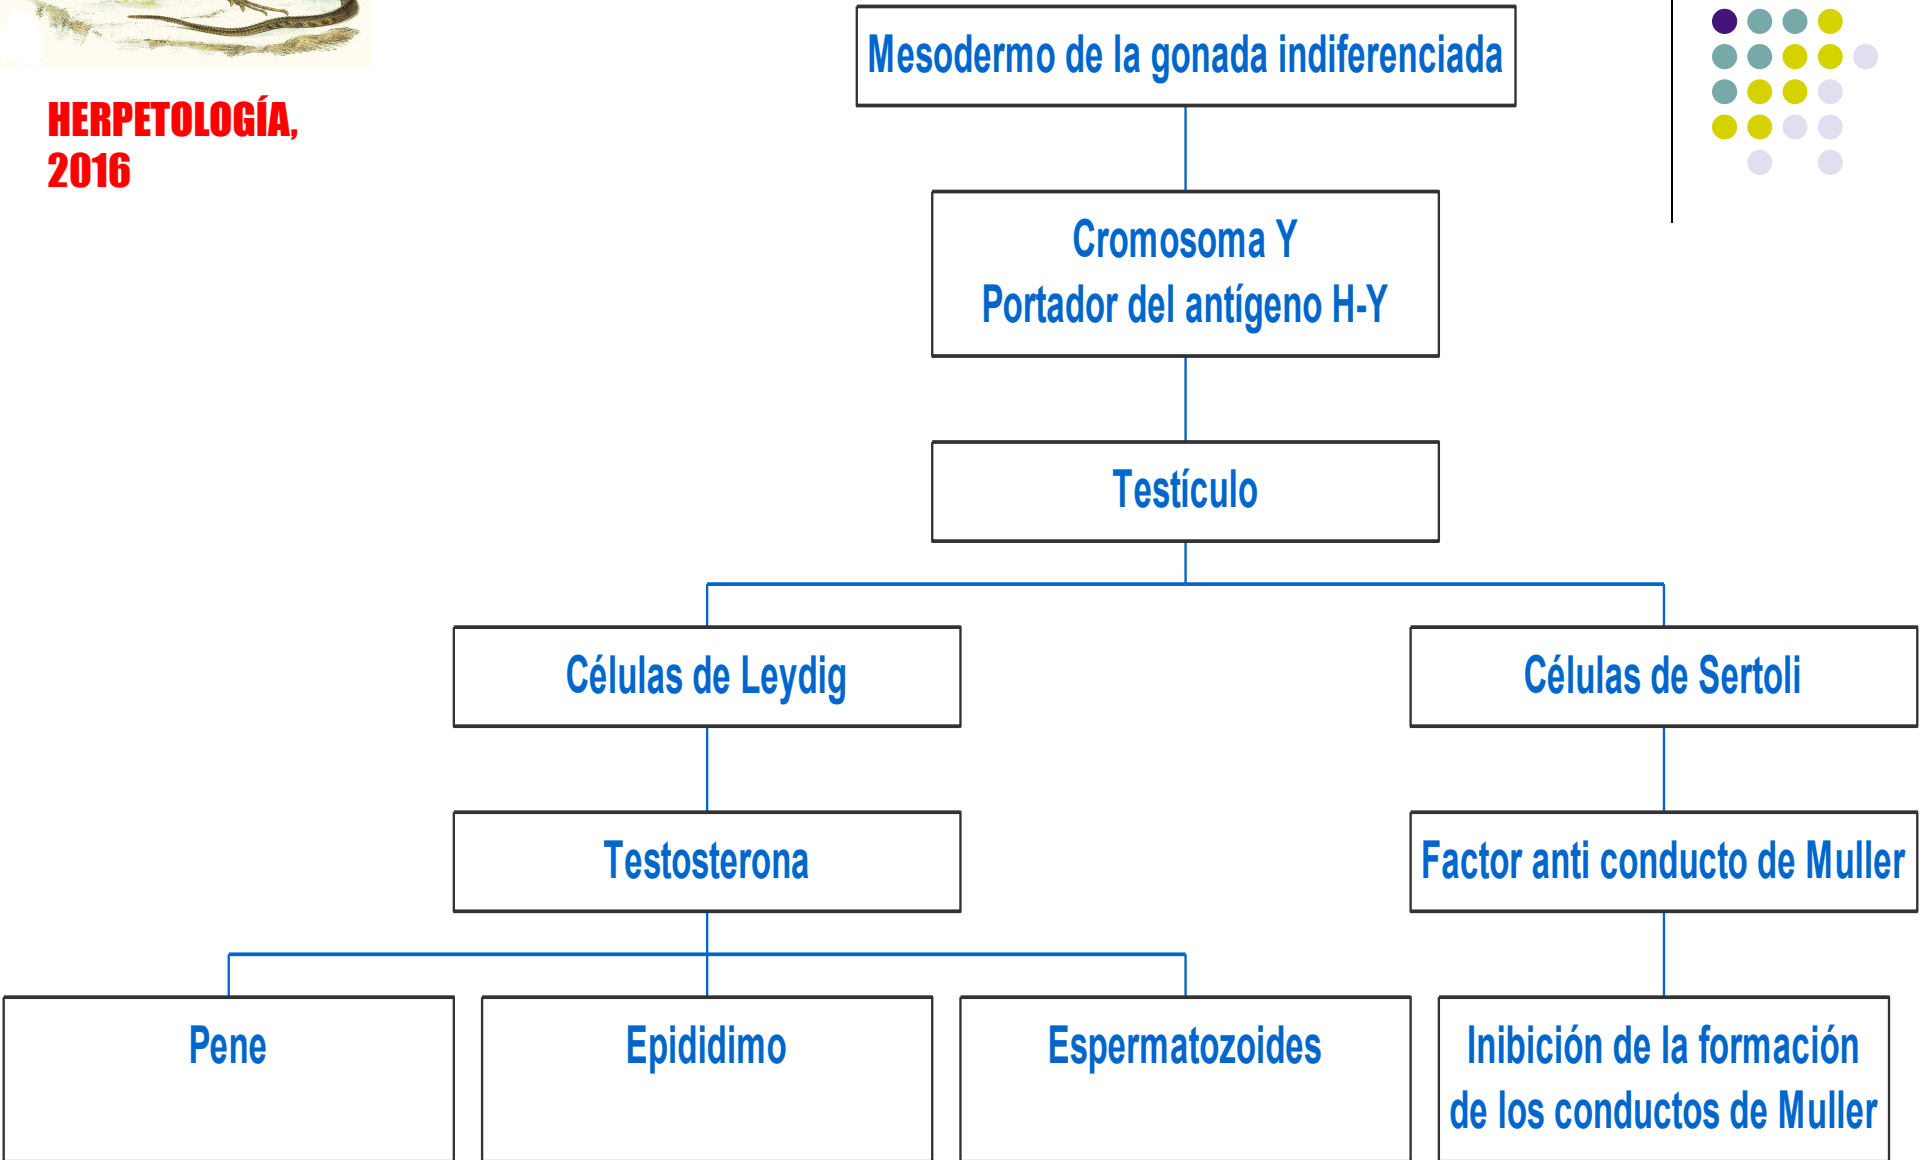 HERPETOLOGÍA,
2016
Mesodermo de la gonada indiferenciada
Cromosoma Y
Portador del antígeno H-Y
Testículo
Células de Leydig
Células de Sertoli
Testosterona
Factor anti conducto de Muller
Pene
Epididimo
Espermatozoides
Inibición de la formación
de los conductos de Muller